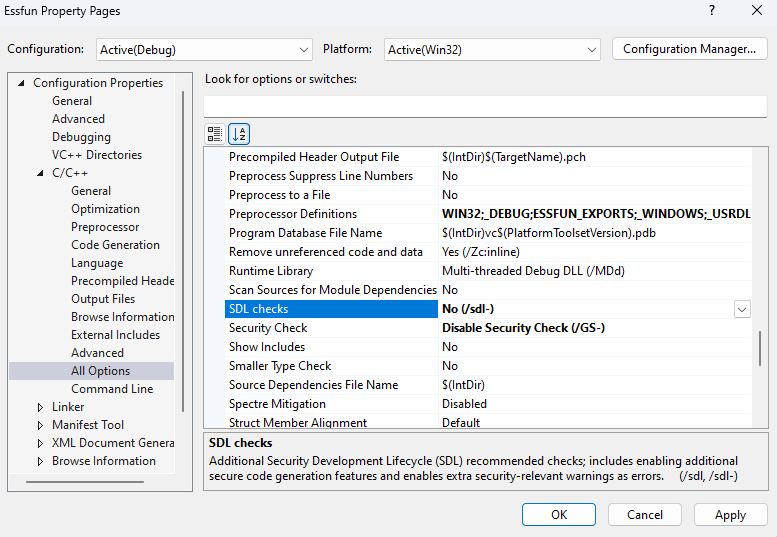 Essfun Property Pages ? ×
Configuration: Active(Debug) Platform: Active(Win32) Configuration Manager...
Configuration Properties
General
Advanced
Debugging
VC++ Directories
C/C++
General
Optimization
Preprocessor
Code Generation
Language
Precompiled Heade
Output Files
Browse Information
External Includes
Advanced
All Options
Command Line
Linker
Manifest Tool
XML Document Genera
Browse Information
Look for options or switches:
Precompiled Header Output File $(IntDir)$(TargetName).pch
Preprocess Suppress Line Numbers No
Preprocess to a File No
Preprocessor Definitions WIN32;_DEBUG;ESSFUN_EXPORTS;_WINDOWS;_USRDL
Program Database File Name $(IntDir)vc$(PlatformToolsetVersion).pdb
Remove unreferenced code and data Yes (/Zc:inline)
Runtime Library Multi-threaded Debug DLL (/MDd)
Scan Sources for Module Dependencies No
SDL checks No (/sdl-)
Security Check Disable Security Check (/GS-)
Show Includes No
Smaller Type Check No
Source Dependencies File Name $(IntDir)
Spectre Mitigation Disabled
Struct Member Alignment Default
SDL checks
Additional Security Development Lifecycle (SDL) recommended checks; includes enabling additional
secure code generation features and enables extra security-relevant warnings as errors. (/sdl, /sdl-)
OK Cancel Apply